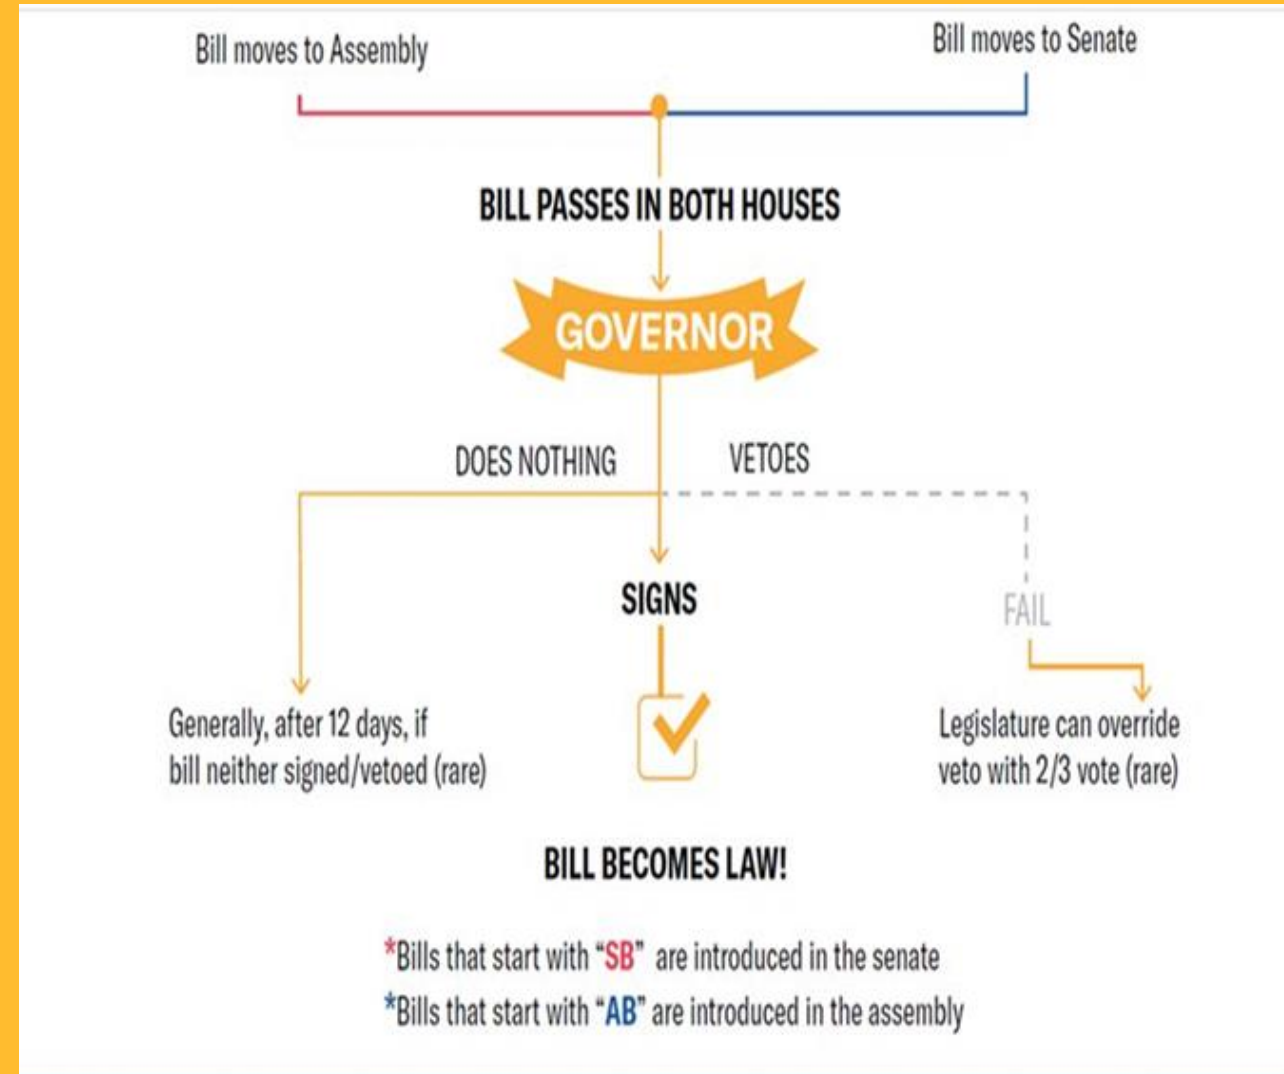 Bill moves to Assembly
Bill moves to Senate
BILL PASSES IN BOTH HOUSES
GOVERNOR
DOES NOTHING
VETOES
SIGNS
FAIL
Generally, after 12 days, if
bill neither signed/vetoed (rare)
Legislature can override
veto with 2/3 vote (rare)
BILL BECOMES LAW!
*Bills that start with “SB” are introduced in the senate
*Bills that start with “AB” are introduced in the assembly